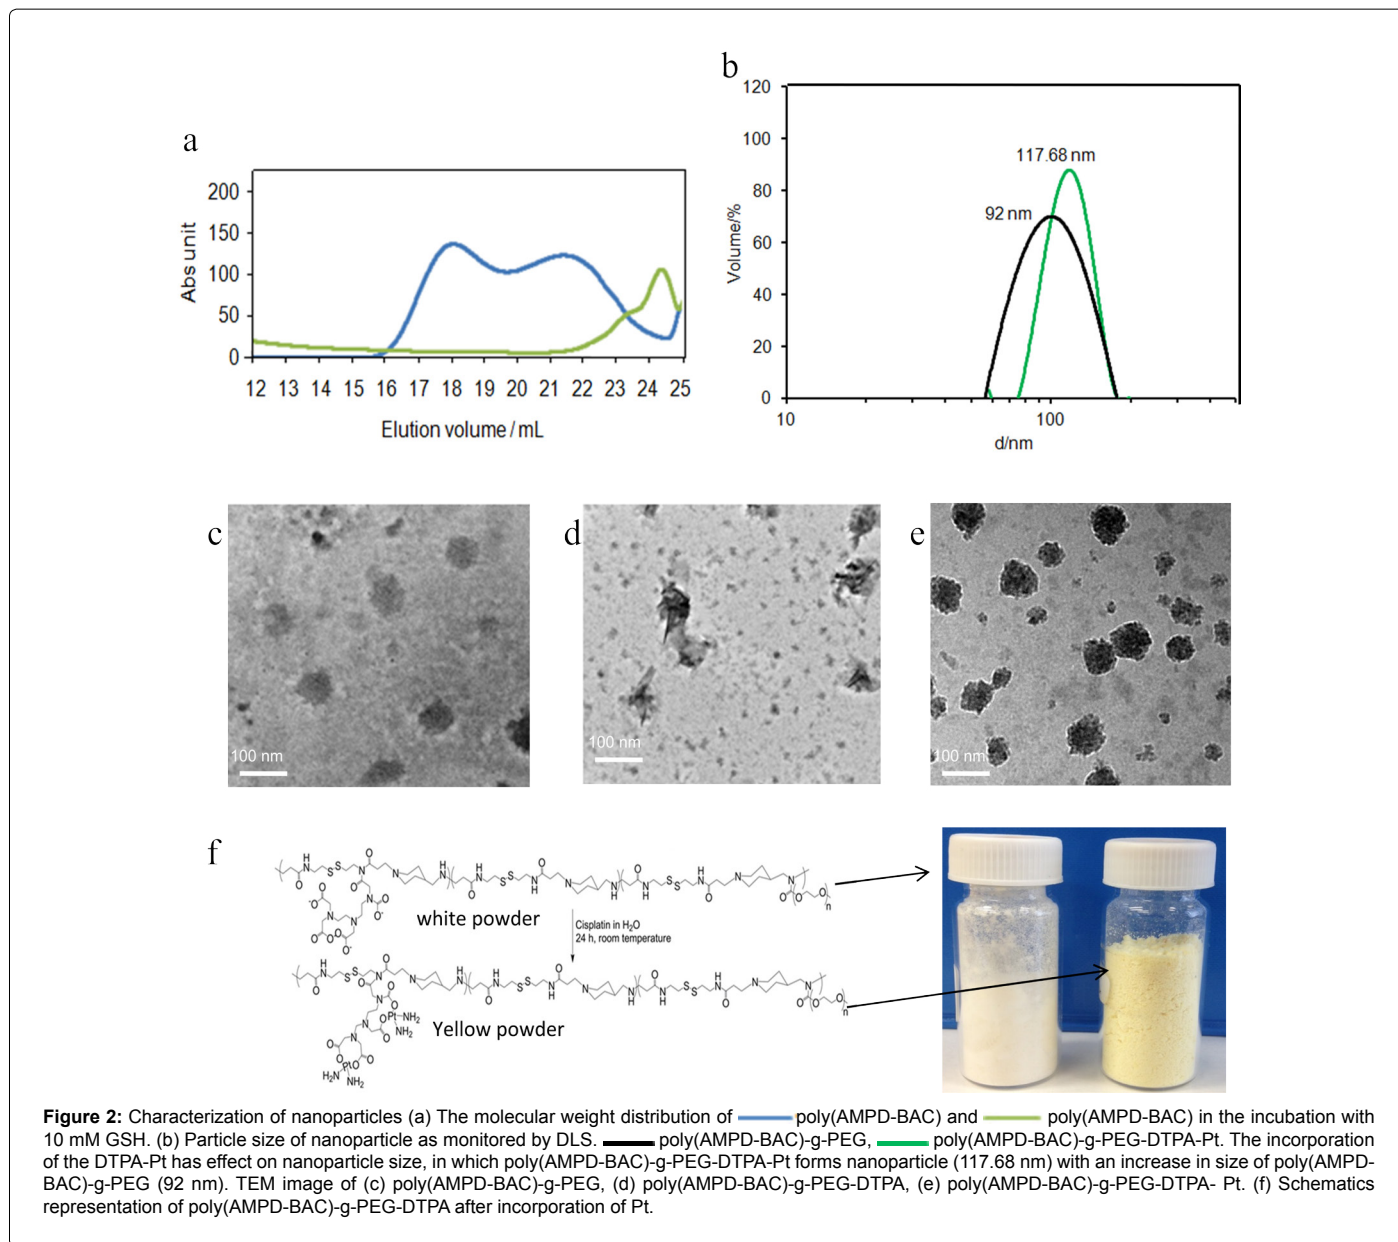 a
200
150
100
50
0
Abs unit
12 13 14 15 16 17 18 19 20 21 22 23 24 25
Elution volume / mL
b
120
100
80
60
40
20
0
Volume/%
117.68 nm
92 nm
10 100
d/nm
c
100 nm
d
100 nm
e
100 nm
f
white powder
Cisplatin in H₂O
24 h, room temperature
Yellow powder
Figure 2: Characterization of nanoparticles (a) The molecular weight distribution of poly(AMPD-BAC) and poly(AMPD-BAC) in the incubation with
10 mM GSH. (b) Particle size of nanoparticle as monitored by DLS. poly(AMPD-BAC)-g-PEG, poly(AMPD-BAC)-g-PEG-DTPA-Pt. The incorporation
of the DTPA-Pt has effect on nanoparticle size, in which poly(AMPD-BAC)-g-PEG-DTPA-Pt forms nanoparticle (117.68 nm) with an increase in size of poly(AMPD-
BAC)-g-PEG (92 nm). TEM image of (c) poly(AMPD-BAC)-g-PEG, (d) poly(AMPD-BAC)-g-PEG-DTPA, (e) poly(AMPD-BAC)-g-PEG-DTPA- Pt. (f) Schematics
representation of poly(AMPD-BAC)-g-PEG-DTPA after incorporation of Pt.